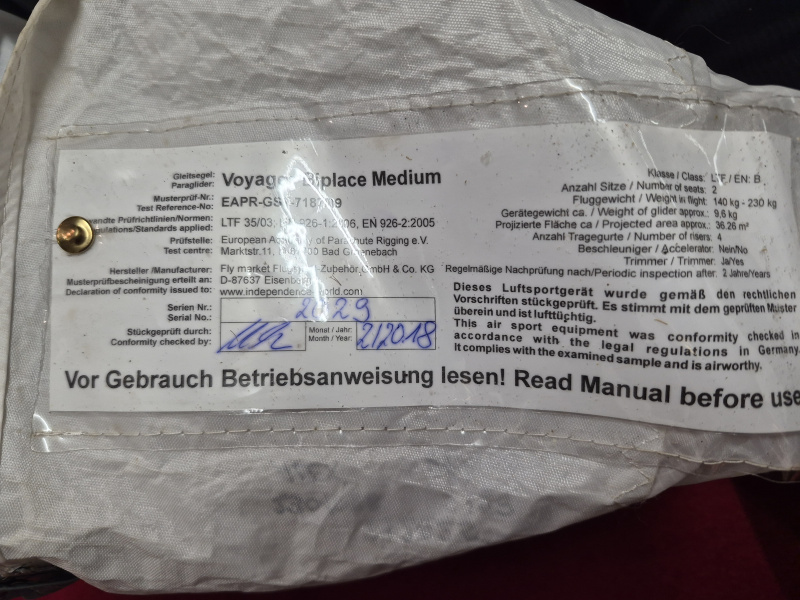 Gleitsegel:
Paraglider: Voyager Biplace Medium
Musterprüf-Nr.:
Test Reference-No: EAPR-GS-
Prüfrichtlinien/Normen:
applied: LTF 35/03, 926-1:2006, EN 926-2:2005
Prüfstelle: European Academy of Parachute Rigging e.V.
Test centre: Marktstr.11,
Hersteller /Manufacturer: Fly market GmbH & Co. KG
Musterprüfbescheinigung erteilt an: D-87637 Eisenberg
Declaration of conformity issued to: www.independence-world.com
Serien Nr.:
Serial No.: 2029
Stückgeprüft durch: Monat / Jahr:
Conformity checked by: Month / Year: 2/2018
Klasse / Class: LTF / EN: B
Anzahl Sitze / Number of seats: 2
Fluggewicht / Weight in flight: 140 kg - 230 kg
Gerätegewicht ca. / Weight of glider approx.: 9,6 kg
Projizierte Fläche ca / Projected area approx.: 36.26 m²
Anzahl Tragegurte / Number of risers: 4
Beschleuniger / Accelerator: Nein/No
Trimmer / Trimmer: Ja/Yes
Regelmäßige Nachprüfung nach/Periodic inspection after: 2 Jahre/Years
Dieses Luftsportgerät wurde gemäß den rechtlichen
Vorschriften stückgeprüft. Es stimmt mit dem geprüften Muster
überein und ist lufttüchtig.
This air sport equipment was conformity checked in
accordance with the legal regulations in Germany.
It complies with the examined sample and is airworthy.
Vor Gebrauch Betriebsanweisung lesen! Read Manual before use